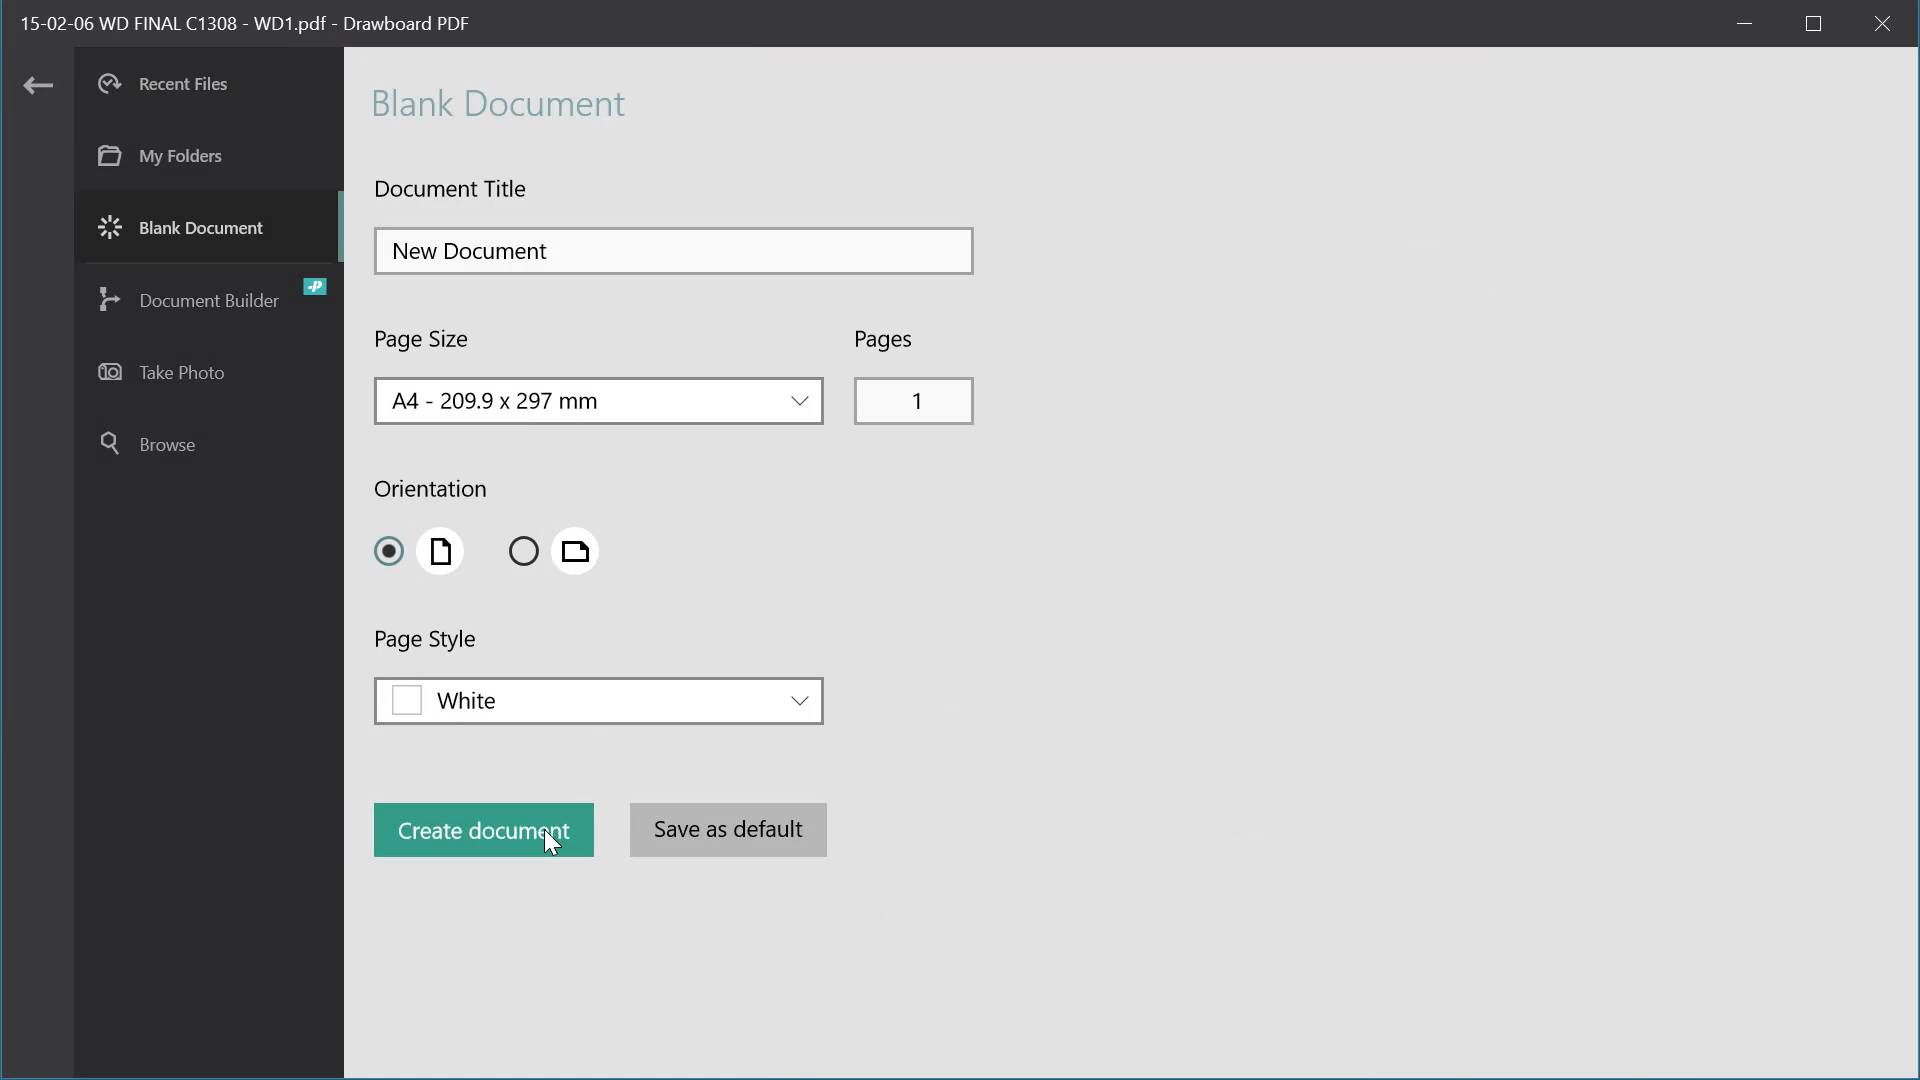 15-02-06 WD FINAL C1308 - WD1.pdf - Drawboard PDF
Recent Files
My Folders
Blank Document
Document Builder
P
Take Photo
Browse
Blank Document
Document Title
New Document
Page Size
Pages
A4 - 209.9 x 297 mm
1
Orientation
Page Style
White
Create document
Save as default